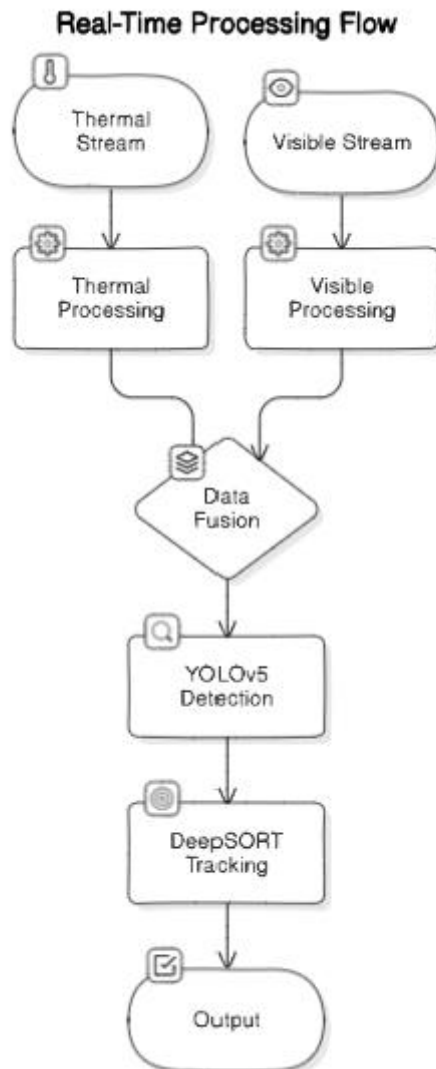 Real-Time Processing Flow
Thermal
Stream
Visible Stream
Thermal
Processing
Visible
Processing
Data
Fusion
YOLOv5
Detection
DeepSORT
Tracking
Output